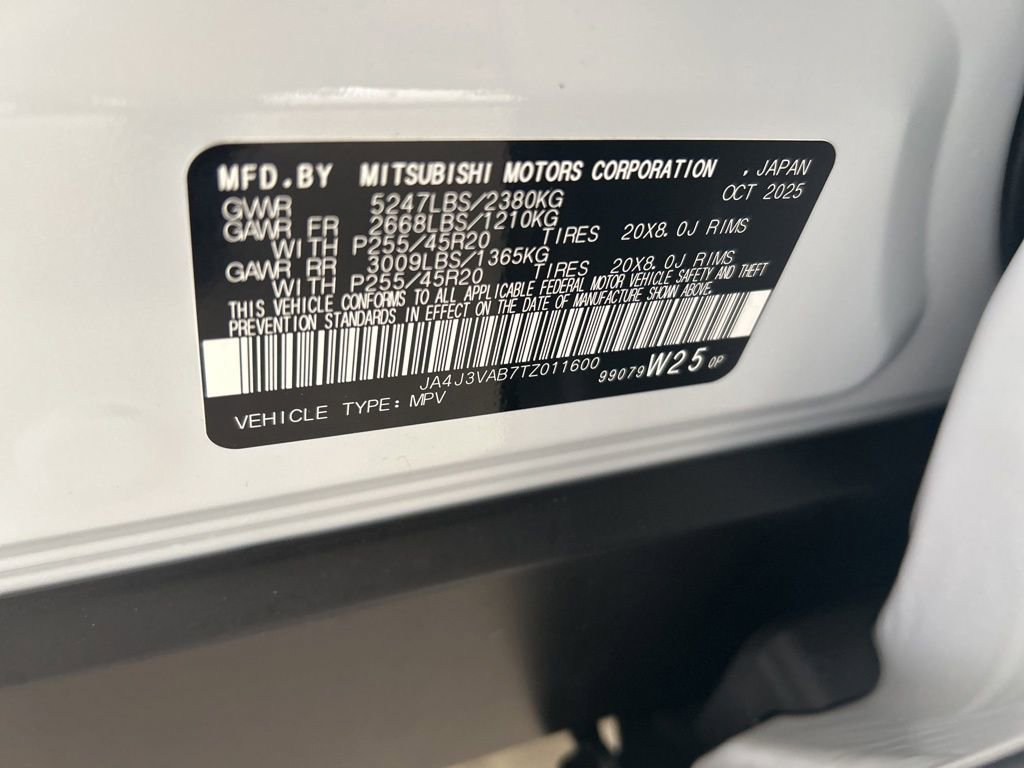 MFD.BY MITSUBISHI MOTORS CORPORATION , JAPAN
OCT 2025
GVWR 5247LBS/2380KG
GAWR FR 2668LBS/1210KG
WITH P255/45R20 TIRES 20X8.0J RIMS
GAWR RR 3009LBS/1365KG
WITH P255/45R20 TIRES 20X8.0J RIMS
THIS VEHICLE CONFORMS TO ALL APPLICABLE FEDERAL MOTOR VEHICLE SAFETY AND THEFT
PREVENTION STANDARDS IN EFFECT ON THE DATE OF MANUFACTURE SHOWN ABOVE.
JA4J3VAB7TZ011600
99079 W25 0P
VEHICLE TYPE: MPV